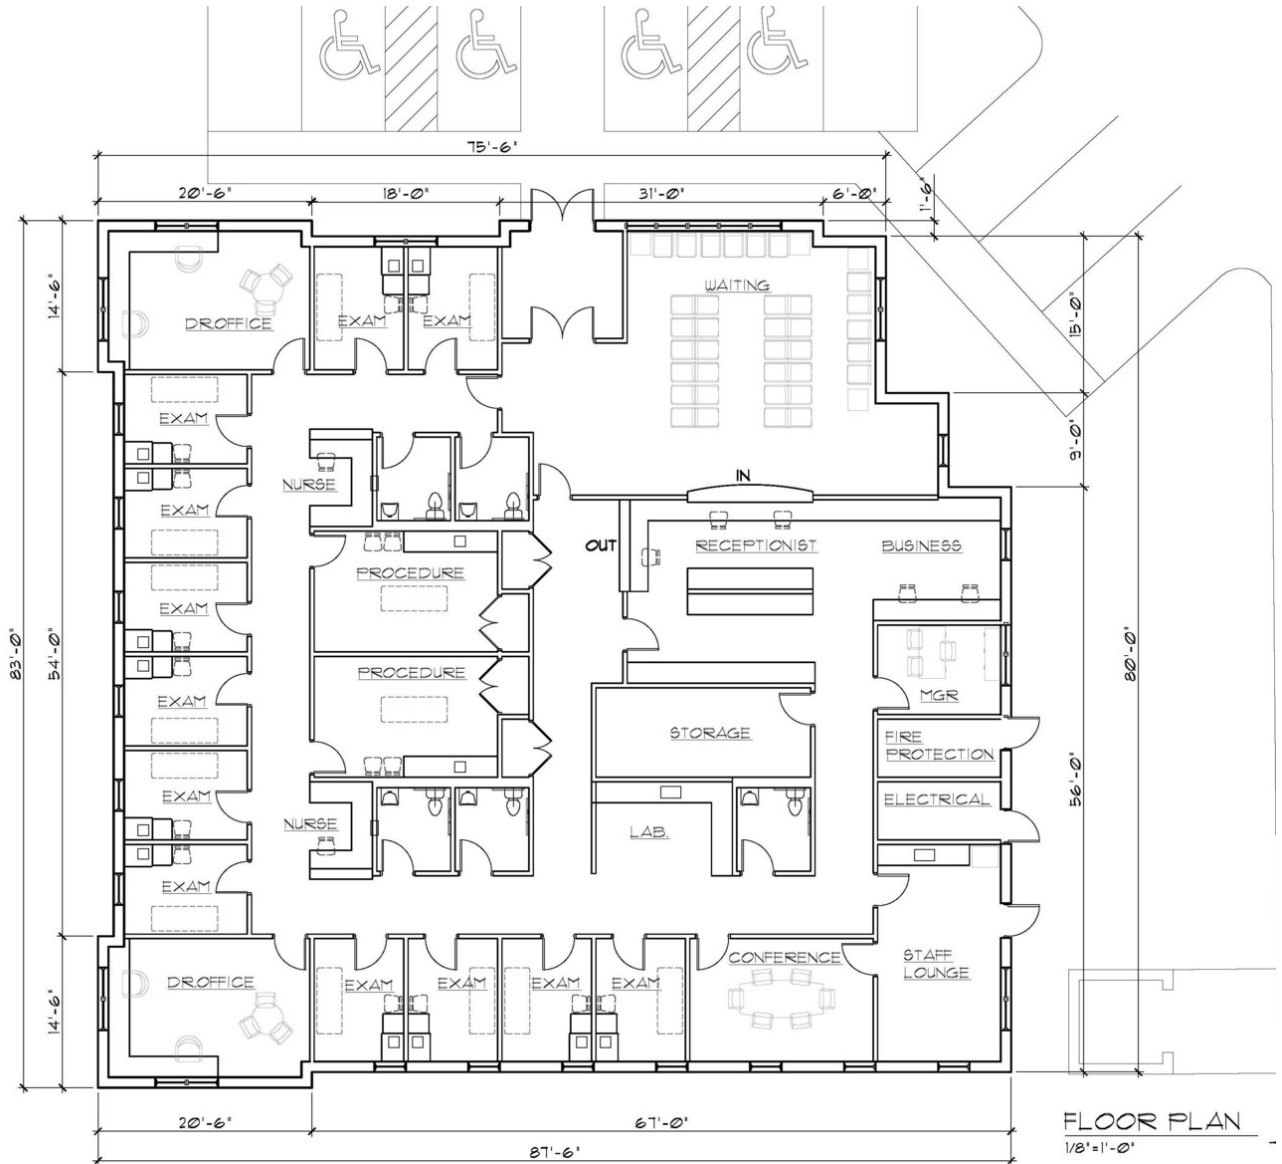 75'-6"
20'-6"
18'-0"
31'-0"
6'-0"
1'-6"
14'-6"
DR.OFFICE
EXAM
EXAM
WAITING
15'-0"
EXAM
9'-0"
NURSE
IN
EXAM
OUT
RECEPTIONIST
BUSINESS
PROCEDURE
EXAM
83'-0"
54'-0"
80'-0"
PROCEDURE
EXAM
MGR
STORAGE
FIRE
PROTECTION
56'-0"
EXAM
ELECTRICAL
NURSE
LAB.
EXAM
14'-6"
DR.OFFICE
EXAM
EXAM
EXAM
EXAM
CONFERENCE
STAFF
LOUNGE
20'-6"
67'-0"
87'-6"
FLOOR PLAN
1/8"=1'-0"